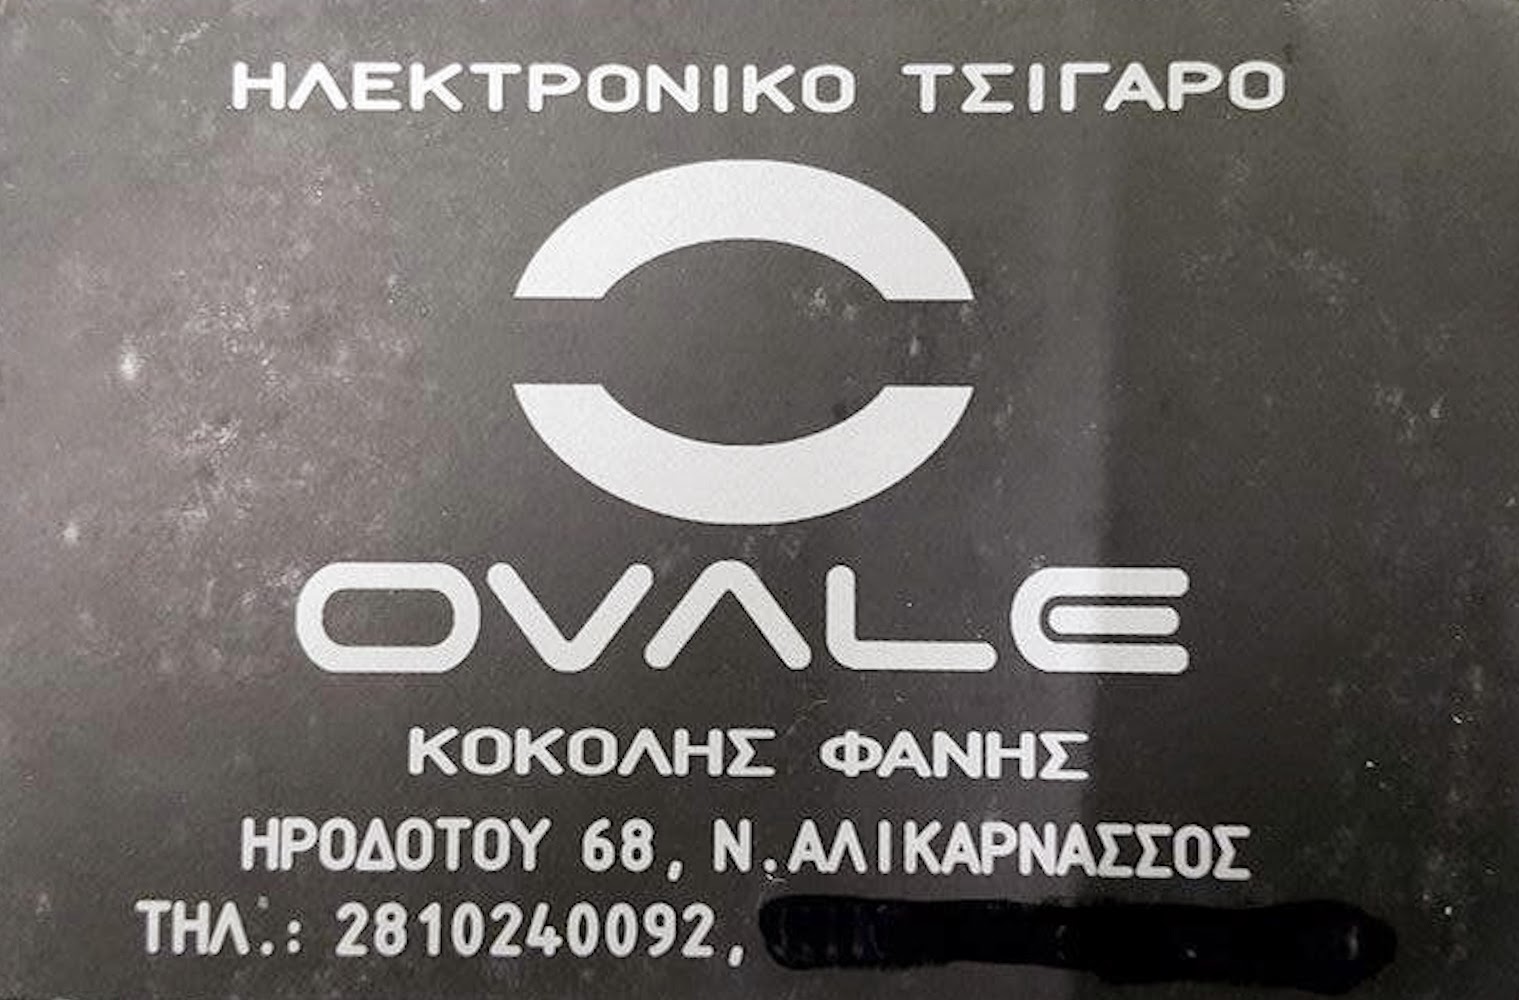 ΗΛΕΚΤΡΟΝΙΚΟ ΤΣΙΓΑΡΟ
OVALE
ΚΟΚΟΛΗΣ ΦΑΝΗΣ
ΗΡΟΔΟΤΟΥ 68, Ν.ΑΛΙΚΑΡΝΑΣΣΟΣ
ΤΗΛ.: 2810240092,